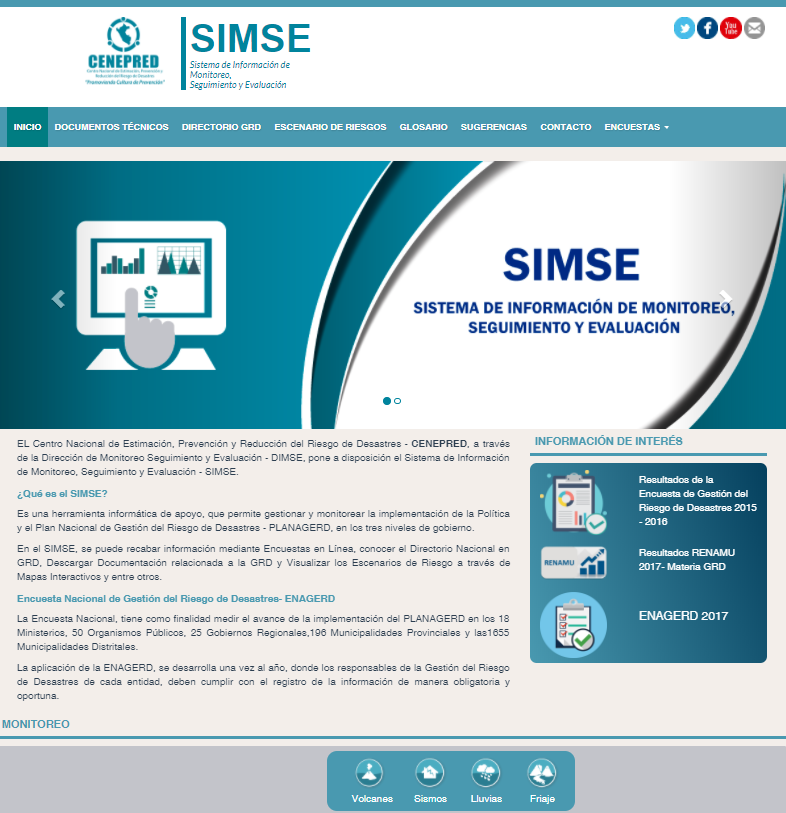 CENEPRED
Centro Nacional de Estimación, Prevención y
Reducción del Riesgo de Desastres
"Promoviendo Cultura de Prevención"
SIMSE
Sistema de Información de
Monitoreo,
Seguimiento y Evaluación
You
Tube
INICIO DOCUMENTOS TÉCNICOS DIRECTORIO GRD ESCENARIO DE RIESGOS GLOSARIO SUGERENCIAS CONTACTO ENCUESTAS
SIMSE
SISTEMA DE INFORMACIÓN DE MONITOREO,
SEGUIMIENTO Y EVALUACIÓN
EL Centro Nacional de Estimación, Prevención y Reducción del Riesgo de Desastres - CENEPRED, a través
de la Dirección de Monitoreo Seguimiento y Evaluación - DIMSE, pone a disposición el Sistema de Información
de Monitoreo, Seguimiento y Evaluación - SIMSE.
¿Qué es el SIMSE?
Es una herramienta informática de apoyo, que permite gestionar y monitorear la implementación de la Política
y el Plan Nacional de Gestión del Riesgo de Desastres - PLANAGERD, en los tres niveles de gobierno.
En el SIMSE, se puede recabar información mediante Encuestas en Línea, conocer el Directorio Nacional en
GRD, Descargar Documentación relacionada a la GRD y Visualizar los Escenarios de Riesgo a través de
Mapas Interactivos y entre otros.
Encuesta Nacional de Gestión del Riesgo de Desastres- ENAGERD
La Encuesta Nacional, tiene como finalidad medir el avance de la implementación del PLANAGERD en los 18
Ministerios, 50 Organismos Públicos, 25 Gobiernos Regionales,196 Municipalidades Provinciales y las1655
Municipalidades Distritales.
La aplicación de la ENAGERD, se desarrolla una vez al año, donde los responsables de la Gestión del Riesgo
de Desastres de cada entidad, deben cumplir con el registro de la información de manera obligatoria y
oportuna.
INFORMACIÓN DE INTERÉS
Resultados de la
Encuesta de Gestión del
Riesgo de Desastres 2015
- 2016
RENAMU
Resultados RENAMU
2017- Materia GRD
ENAGERD 2017
MONITOREO
Volcanes Sismos Lluvias Friaje